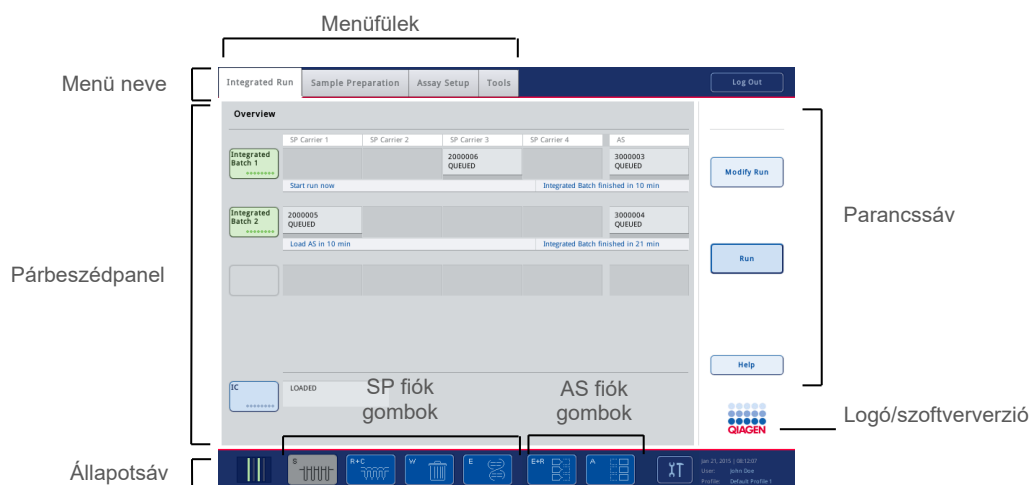 Menüfülek
Menü neve
Integrated Run
Sample Preparation
Assay Setup
Tools
Log Out
Overview
SP Carrier 1
SP Carrier 2
SP Carrier 3
SP Carrier 4
AS
Integrated
Batch 1
2000006
QUEUED
3000003
QUEUED
Start run now
Integrated Batch finished in 10 min
Modify Run
Integrated
Batch 2
2000005
QUEUED
3000004
QUEUED
Load AS in 10 min
Integrated Batch finished in 21 min
Run
Parancssáv
Párbeszédpanel
Help
IC
LOADED
SP fiók
gombok
AS fiók
gombok
QIAGEN
Logó/szoftververzió
Állapotsáv
S
R+C
W
E
E+R
A
Jan 21, 2015 | 08:12:07
User: John Doe
Profile: Default Profile 1